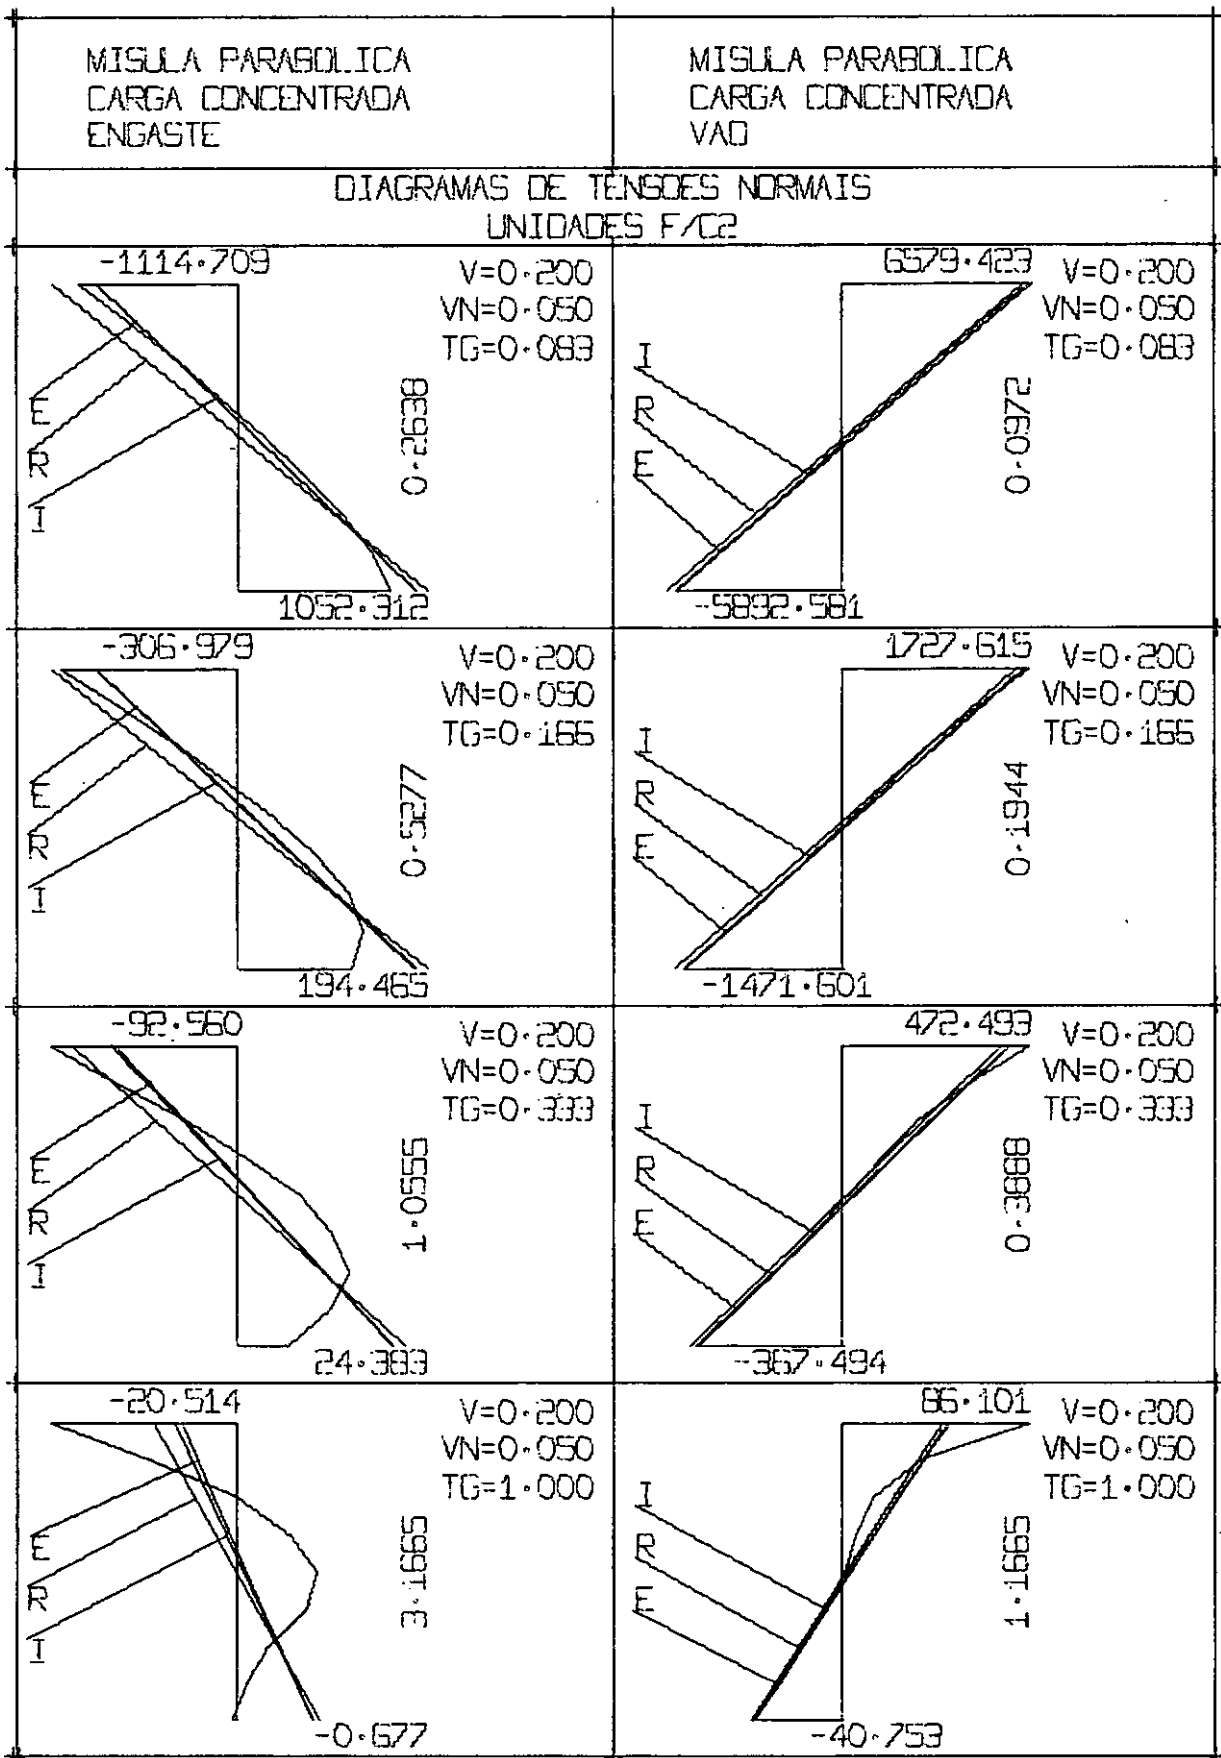 MISULA PARABOLICA
CARGA CONCENTRADA
ENGASTE
MISULA PARABOLICA
CARGA CONCENTRADA
VAO
DIAGRAMAS DE TENSOES NORMAIS
UNIDADES F/C2
-1114.709
V=0.200
VN=0.050
TG=0.083
E
R
I
0.2638
1052.312
6579.423
V=0.200
VN=0.050
TG=0.083
I
R
E
0.0972
-5892.581
-306.979
V=0.200
VN=0.050
TG=0.166
E
R
I
0.5277
194.465
1727.615
V=0.200
VN=0.050
TG=0.166
I
R
E
0.1944
-1471.601
-92.560
V=0.200
VN=0.050
TG=0.333
E
R
I
1.0555
24.383
472.493
V=0.200
VN=0.050
TG=0.333
I
R
E
0.3888
-367.494
-20.514
V=0.200
VN=0.050
TG=1.000
E
R
I
3.1665
-0.677
86.101
V=0.200
VN=0.050
TG=1.000
I
R
E
1.1665
-40.753